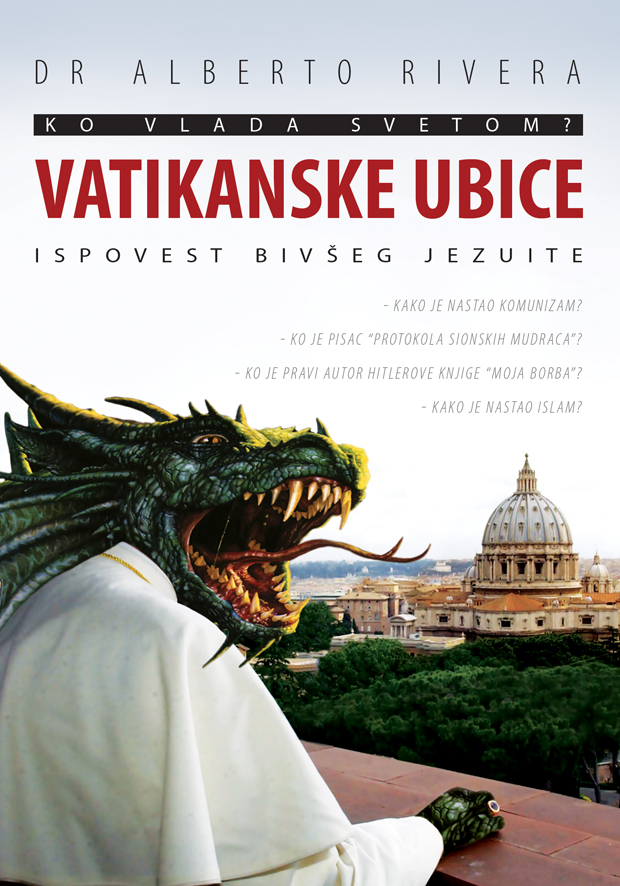 DR ALBERTO RIVERA
KO VLADA SVETOM?
VATIKANSKE UBICE
ISPOVEST BIVŠEG JEZUITE
- KAKO JE NASTAO KOMUNIZAM?
- KO JE PISAC “PROTOKOLA SIONSKIH MUDRACA”?
- KO JE PRAVI AUTOR HITLEROVE KNJIGE “MOJA BORBA”?
- KAKO JE NASTAO ISLAM?